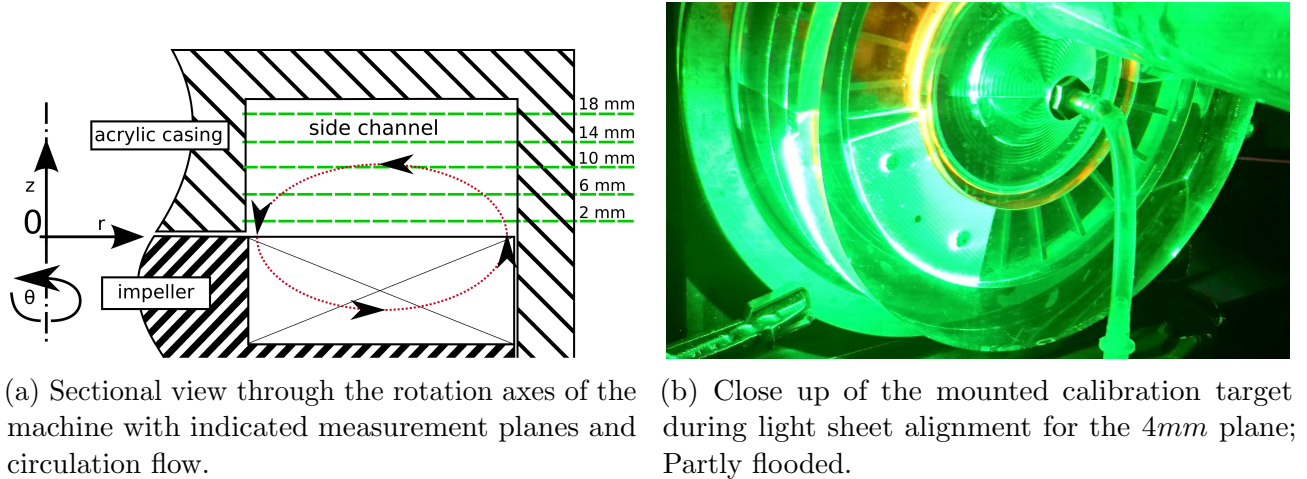 18 mm
acrylic casing
side channel
14 mm
10 mm
z
6 mm
0
r
2 mm
θ
impeller
(a) Sectional view through the rotation axes of the
machine with indicated measurement planes and
circulation flow.
(b) Close up of the mounted calibration target
during light sheet alignment for the 4mm plane;
Partly flooded.